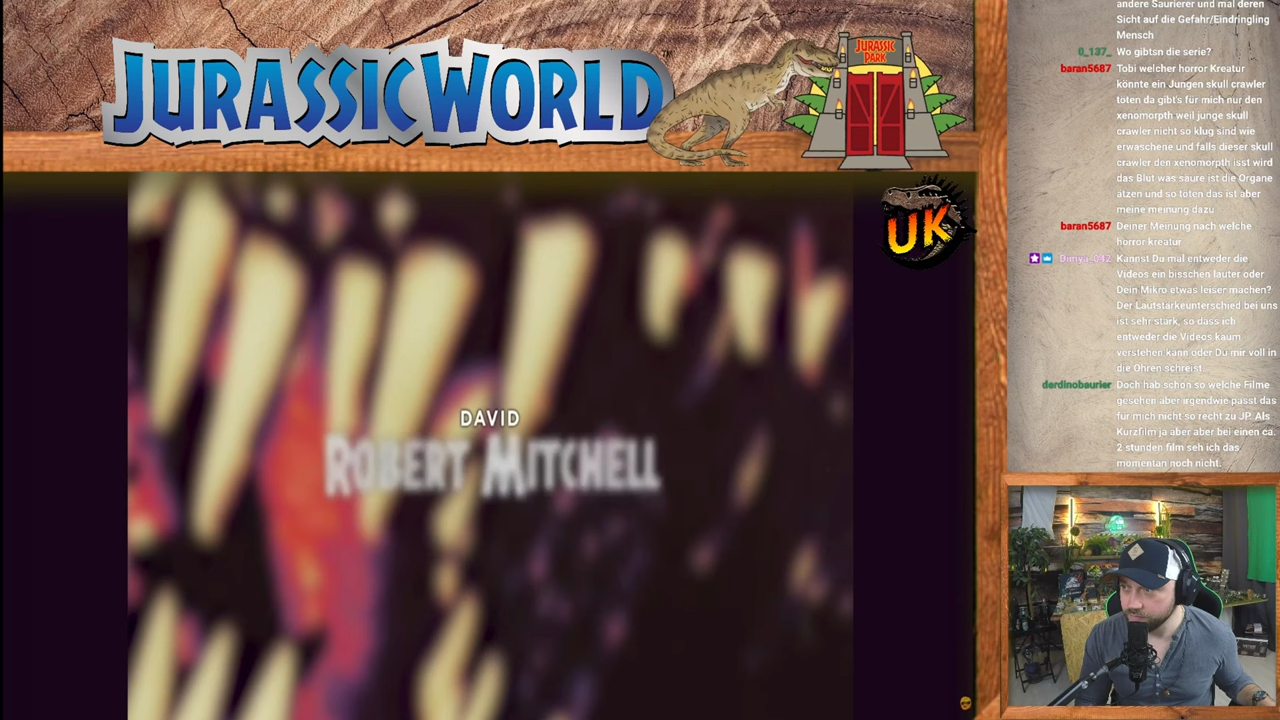 JURASSIC WORLD
JURASSIC
PARK
UK
DAVID
ROBERT MITCHELL
andere Saurierer und mal deren
Sicht auf die Gefahr/Eindringling
Mensch
0_137_ Wo gibtsn die serie?
baran5687 Tobi welcher horror Kreatur
könnte ein Jungen skull crawler
töten da gibt's für mich nur den
xenomorpth weil junge skull
crawler nicht so klug sind wie
erwaschene und falls dieser skull
crawler den xenomorpth isst wird
das Blut was säure ist die Organe
ätzen und so töten das ist aber
meine meinung dazu
baran5687 Deiner Meinung nach welche
horror kreatur
Dimya_042 Kannst Du mal entweder die
Videos ein bisschen lauter oder
Dein Mikro etwas leiser machen?
Der Lautstärkeunterschied bei uns
ist sehr stark, so dass ich
entweder die Videos kaum
verstehen kann oder Du mir voll in
die Ohren schreist.
derdinobaurier Doch hab schon so welche Filme
gesehen aber irgendwie passt das
für mich nicht so recht zu JP. Als
Kurzfilm ja aber aber bei einen ca.
2 stunden film seh ich das
momentan noch nicht.